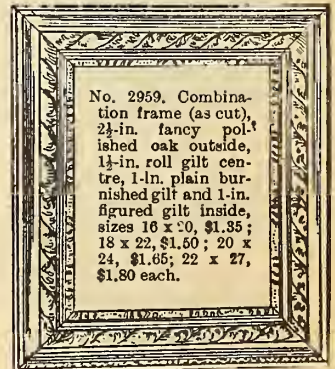 No. 2959. Combina-
tion frame (as cut),
2½-in. fancy pol-
ished oak outside,
1½-in. roll gilt cen-
tre, 1-in. plain bur-
nished gilt and 1-in.
figured gilt inside,
sizes 16 x 20, $1.35;
18 x 22, $1.50; 20 x
24, $1.65; 22 x 27,
$1.80 each.